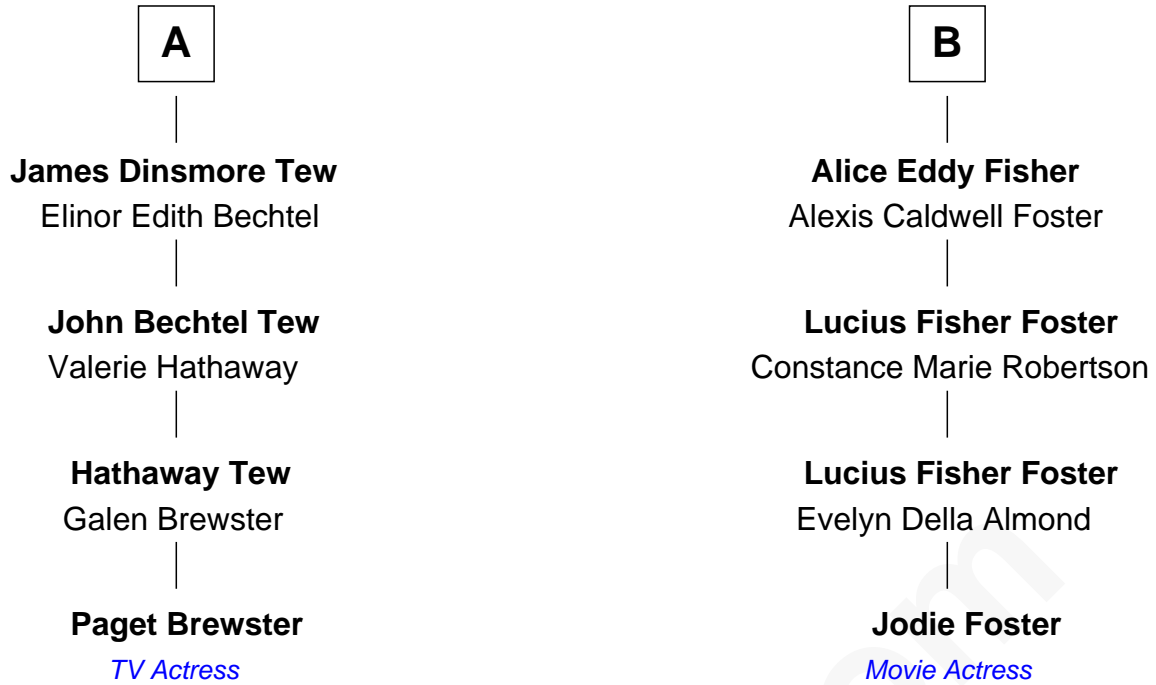 A
James Dinsmore Tew
Elinor Edith Bechtel
John Bechtel Tew
Valerie Hathaway
Hathaway Tew
Galen Brewster
Paget Brewster
TV Actress
B
Alice Eddy Fisher
Alexis Caldwell Foster
Lucius Fisher Foster
Constance Marie Robertson
Lucius Fisher Foster
Evelyn Della Almond
Jodie Foster
Movie Actress